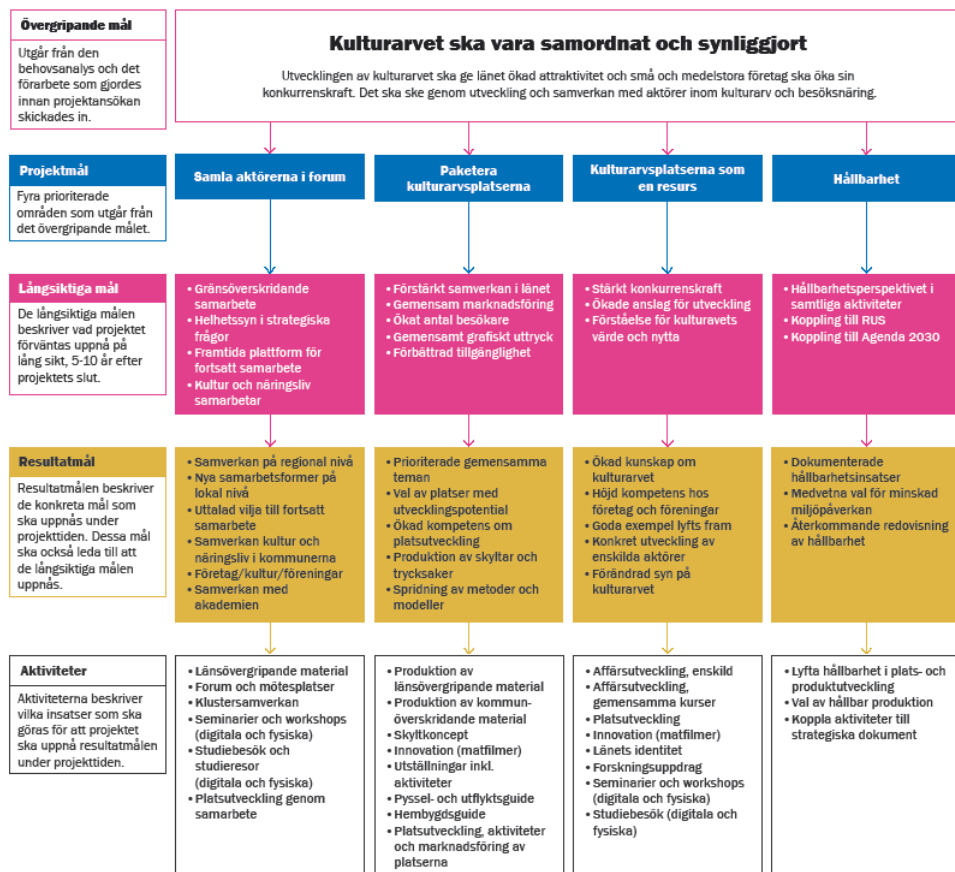 Övergripande mål
Utgår från den
behovsanalys och det
förarbete som gjordes
innan projektansökan
skickades in.
Kulturarvet ska vara samordnat och synliggjort
Utvecklingen av kulturarvet ska ge länet ökad attraktivitet och små och medelstora företag ska öka sin
konkurrenskraft. Det ska ske genom utveckling och samverkan med aktörer inom kulturarv och besöksnäring.
Projektmål
Fyra prioriterade
områden som utgår från
det övergripande målet.
Samla aktörerna i forum
Paketera
kulturarvsplatserna
Kulturarvsplatserna som
en resurs
Hållbarhet
Långsiktiga mål
De långsiktiga målen
beskriver vad projektet
förväntas uppnå på
lång sikt, 5-10 år efter
projektets slut.
• Gränsöverskridande
samarbete
• Helhetssyn i strategiska
frågor
• Framtida plattform för
fortsatt samarbete
• Kultur och näringsliv
samarbetar
• Förstärkt samverkan i länet
• Gemensam marknadsföring
• Ökat antal besökare
• Gemensamt grafiskt uttryck
• Förbättrad tillgänglighet
• Stärkt konkurrenskraft
• Ökade anslag för utveckling
• Förståelse för kulturavets
värde och nytta
• Hållbarhetsperspektivet i
samtliga aktiviteter
• Koppling till RUS
• Koppling till Agenda 2030
Resultatmål
Resultatmålen beskriver
de konkreta mål som
ska uppnås under
projekttiden. Dessa mål
ska också leda till att
de långsiktiga målen
uppnås.
• Samverkan på regional nivå
• Nya samarbetsformer på
lokal nivå
• Uttalad vilja till fortsatt
samarbete
• Samverkan kultur och
näringsliv i kommunerna
• Företag/kultur/föreningar
• Samverkan med
akademien
• Prioriterade gemensamma
teman
• Val av platser med
utvecklingspotential
• Ökad kompetens om
platsutveckling
• Produktion av skyltar och
trycksaker
• Spridning av metoder och
modeller
• Ökad kunskap om
kulturarvet
• Höjd kompetens hos
företag och föreningar
• Goda exempel lyfts fram
• Konkret utveckling av
enskilda aktörer
• Förändrad syn på
kulturarvet
• Dokumenterade
hållbarhetsinsatser
• Medvetna val för minskad
miljöpåverkan
• Återkommande redovisning
av hållbarhet
Aktiviteter
Aktiviteterna beskriver
vilka insatser som ska
göras för att projektet
ska uppnå resultatmålen
under projekttiden.
• Länsövergripande material
• Forum och mötesplatser
• Klustersamverkan
• Seminarier och workshops
(digitala och fysiska)
• Studiebesök och
studieresor
(digitala och fysiska)
• Platsutveckling genom
samarbete
• Produktion av
länsövergripande material
• Produktion av kommun-
överskridande material
• Skyltkoncept
• Innovation (matfilmer)
• Utställningar inkl.
aktiviteter
• Pyssel- och utflyktsguide
• Hembygdsguide
• Platsutveckling, aktiviteter
och marknadsföring av
platserna
• Affärsutveckling, enskild
• Affärsutveckling,
gemensamma kurser
• Platsutveckling
• Innovation (matfilmer)
• Länets identitet
• Forskningsuppdrag
• Seminarier och workshops
(digitala och fysiska)
• Studiebesök (digitala och
fysiska)
• Lyfta hållbarhet i plats- och
produktutveckling
• Val av hållbar produktion
• Koppla aktiviteter till
strategiska dokument